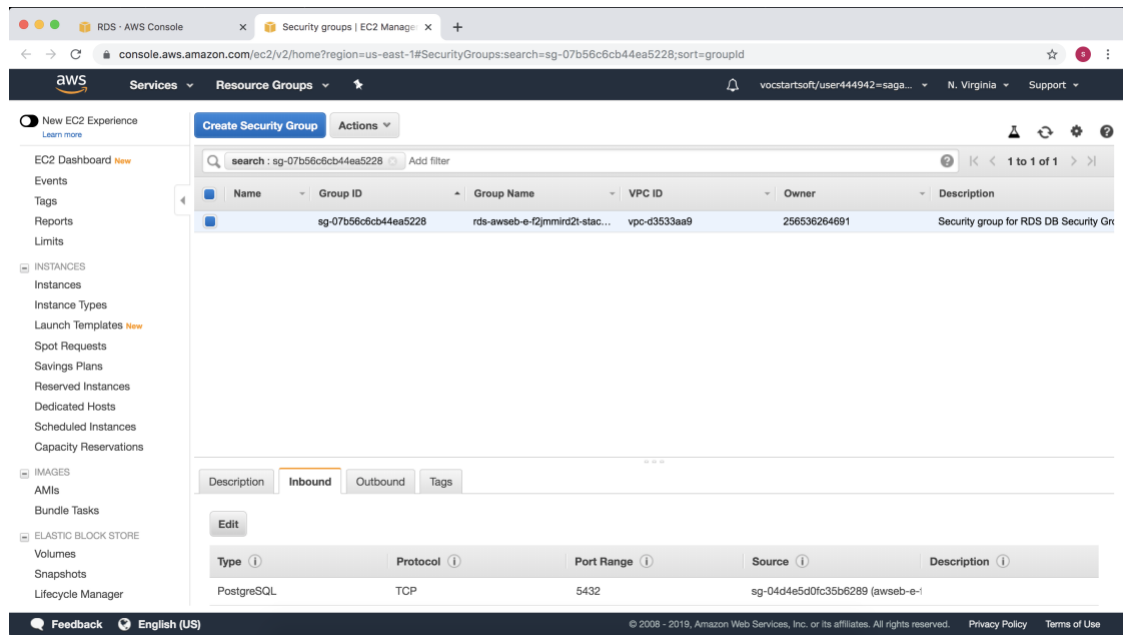 RDS · AWS Console
Security groups | EC2 Manage
console.aws.amazon.com/ec2/v2/home?region=us-east-1#SecurityGroups:search=sg-07b56c6cb44ea5228;sort=groupId
S
aws Services Resource Groups vocstartsoft/user444942=saga... N. Virginia Support
New EC2 Experience
Learn more
EC2 Dashboard New
Events
Tags
Reports
Limits
INSTANCES
Instances
Instance Types
Launch Templates New
Spot Requests
Savings Plans
Reserved Instances
Dedicated Hosts
Scheduled Instances
Capacity Reservations
IMAGES
AMIs
Bundle Tasks
ELASTIC BLOCK STORE
Volumes
Snapshots
Lifecycle Manager
Create Security Group Actions
search : sg-07b56c6cb44ea5228 Add filter 1 to 1 of 1
Name Group ID Group Name VPC ID Owner Description
sg-07b56c6cb44ea5228 rds-awseb-e-f2jmmird2t-stac... vpc-d3533aa9 256536264691 Security group for RDS DB Security Gro
Description Inbound Outbound Tags
Edit
Type Protocol Port Range Source Description
PostgreSQL TCP 5432 sg-04d4e5d0fc35b6289 (awseb-e-
Feedback English (US) © 2008 - 2019, Amazon Web Services, Inc. or its affiliates. All rights reserved. Privacy Policy Terms of Use